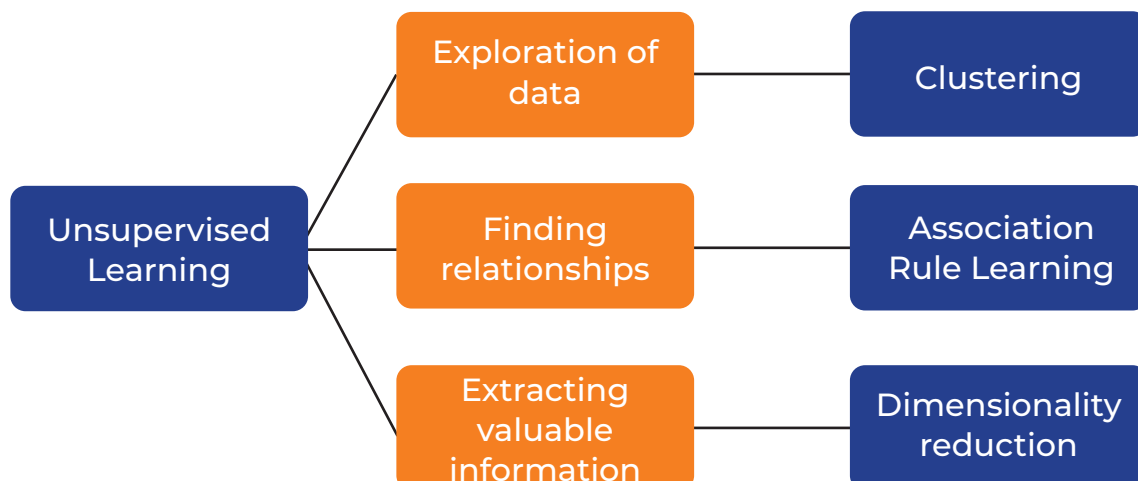 Exploration of
data
Clustering
Unsupervised
Learning
Finding
relationships
Association
Rule Learning
Extracting
valuable
information
Dimensionality
reduction